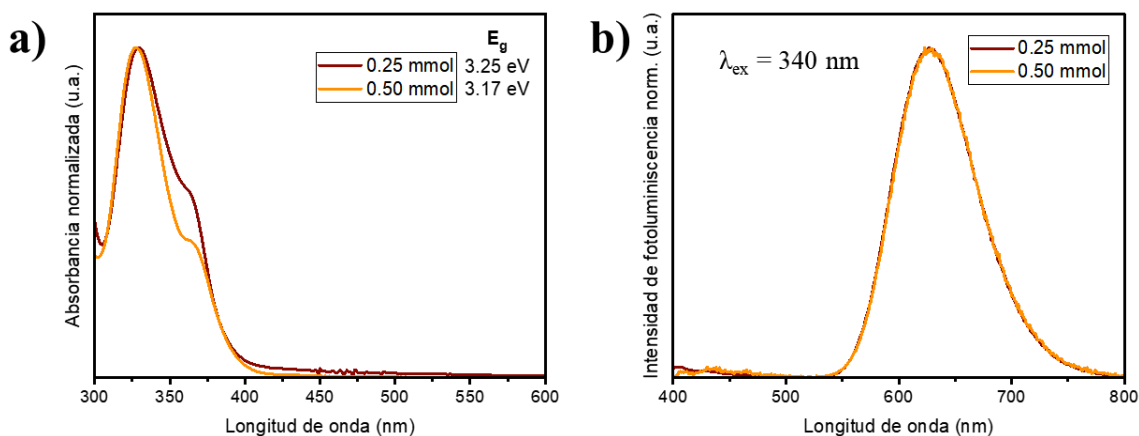 a)
E_g
0.25 mmol 3.25 eV
0.50 mmol 3.17 eV
Absorbancia normalizada (u.a.)
300 350 400 450 500 550 600
Longitud de onda (nm)
b)
λ_ex = 340 nm
0.25 mmol
0.50 mmol
Intensidad de fotoluminiscencia norm. (u.a.)
400 500 600 700 800
Longitud de onda (nm)